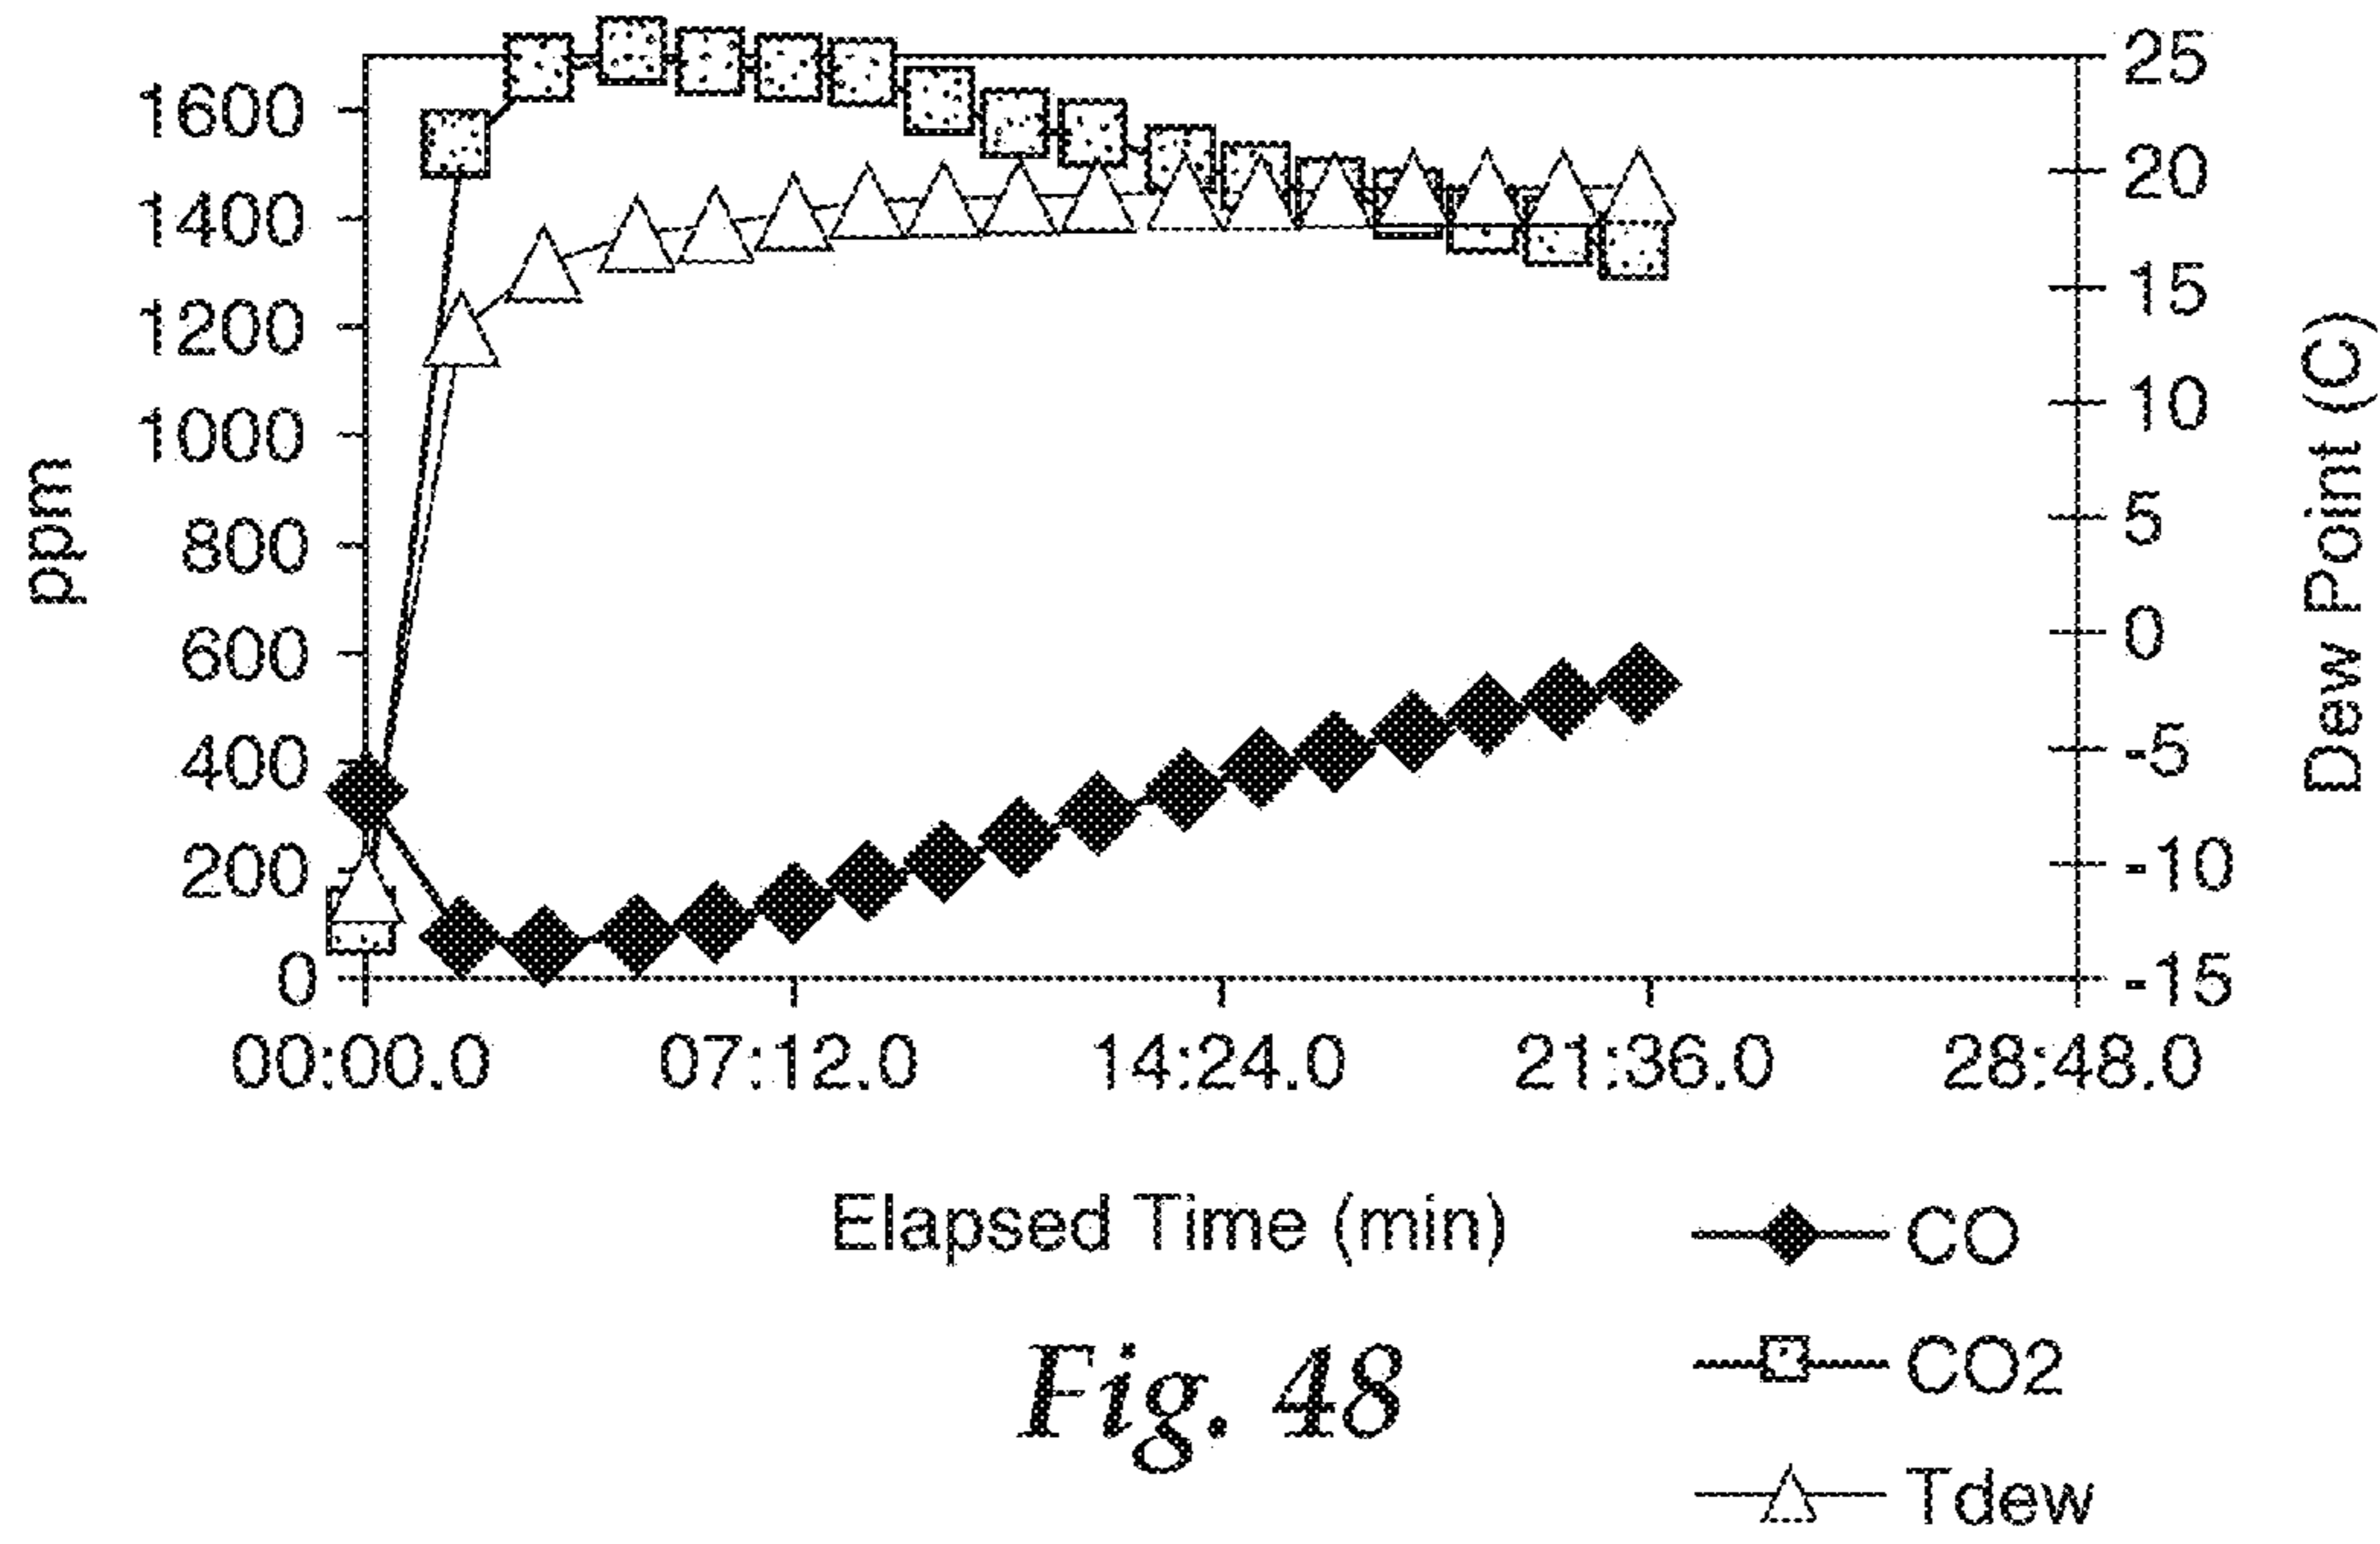 25
1600
20
1400
15
1200
10
1000
ppm
Dew Point (C)
5
800
0
600
-5
400
-10
200
-15
0
00:00.0 07:12.0 14:24.0 21:36.0 28:48.0
Elapsed Time (min)
CO
CO2
Tdew
Fig. 48